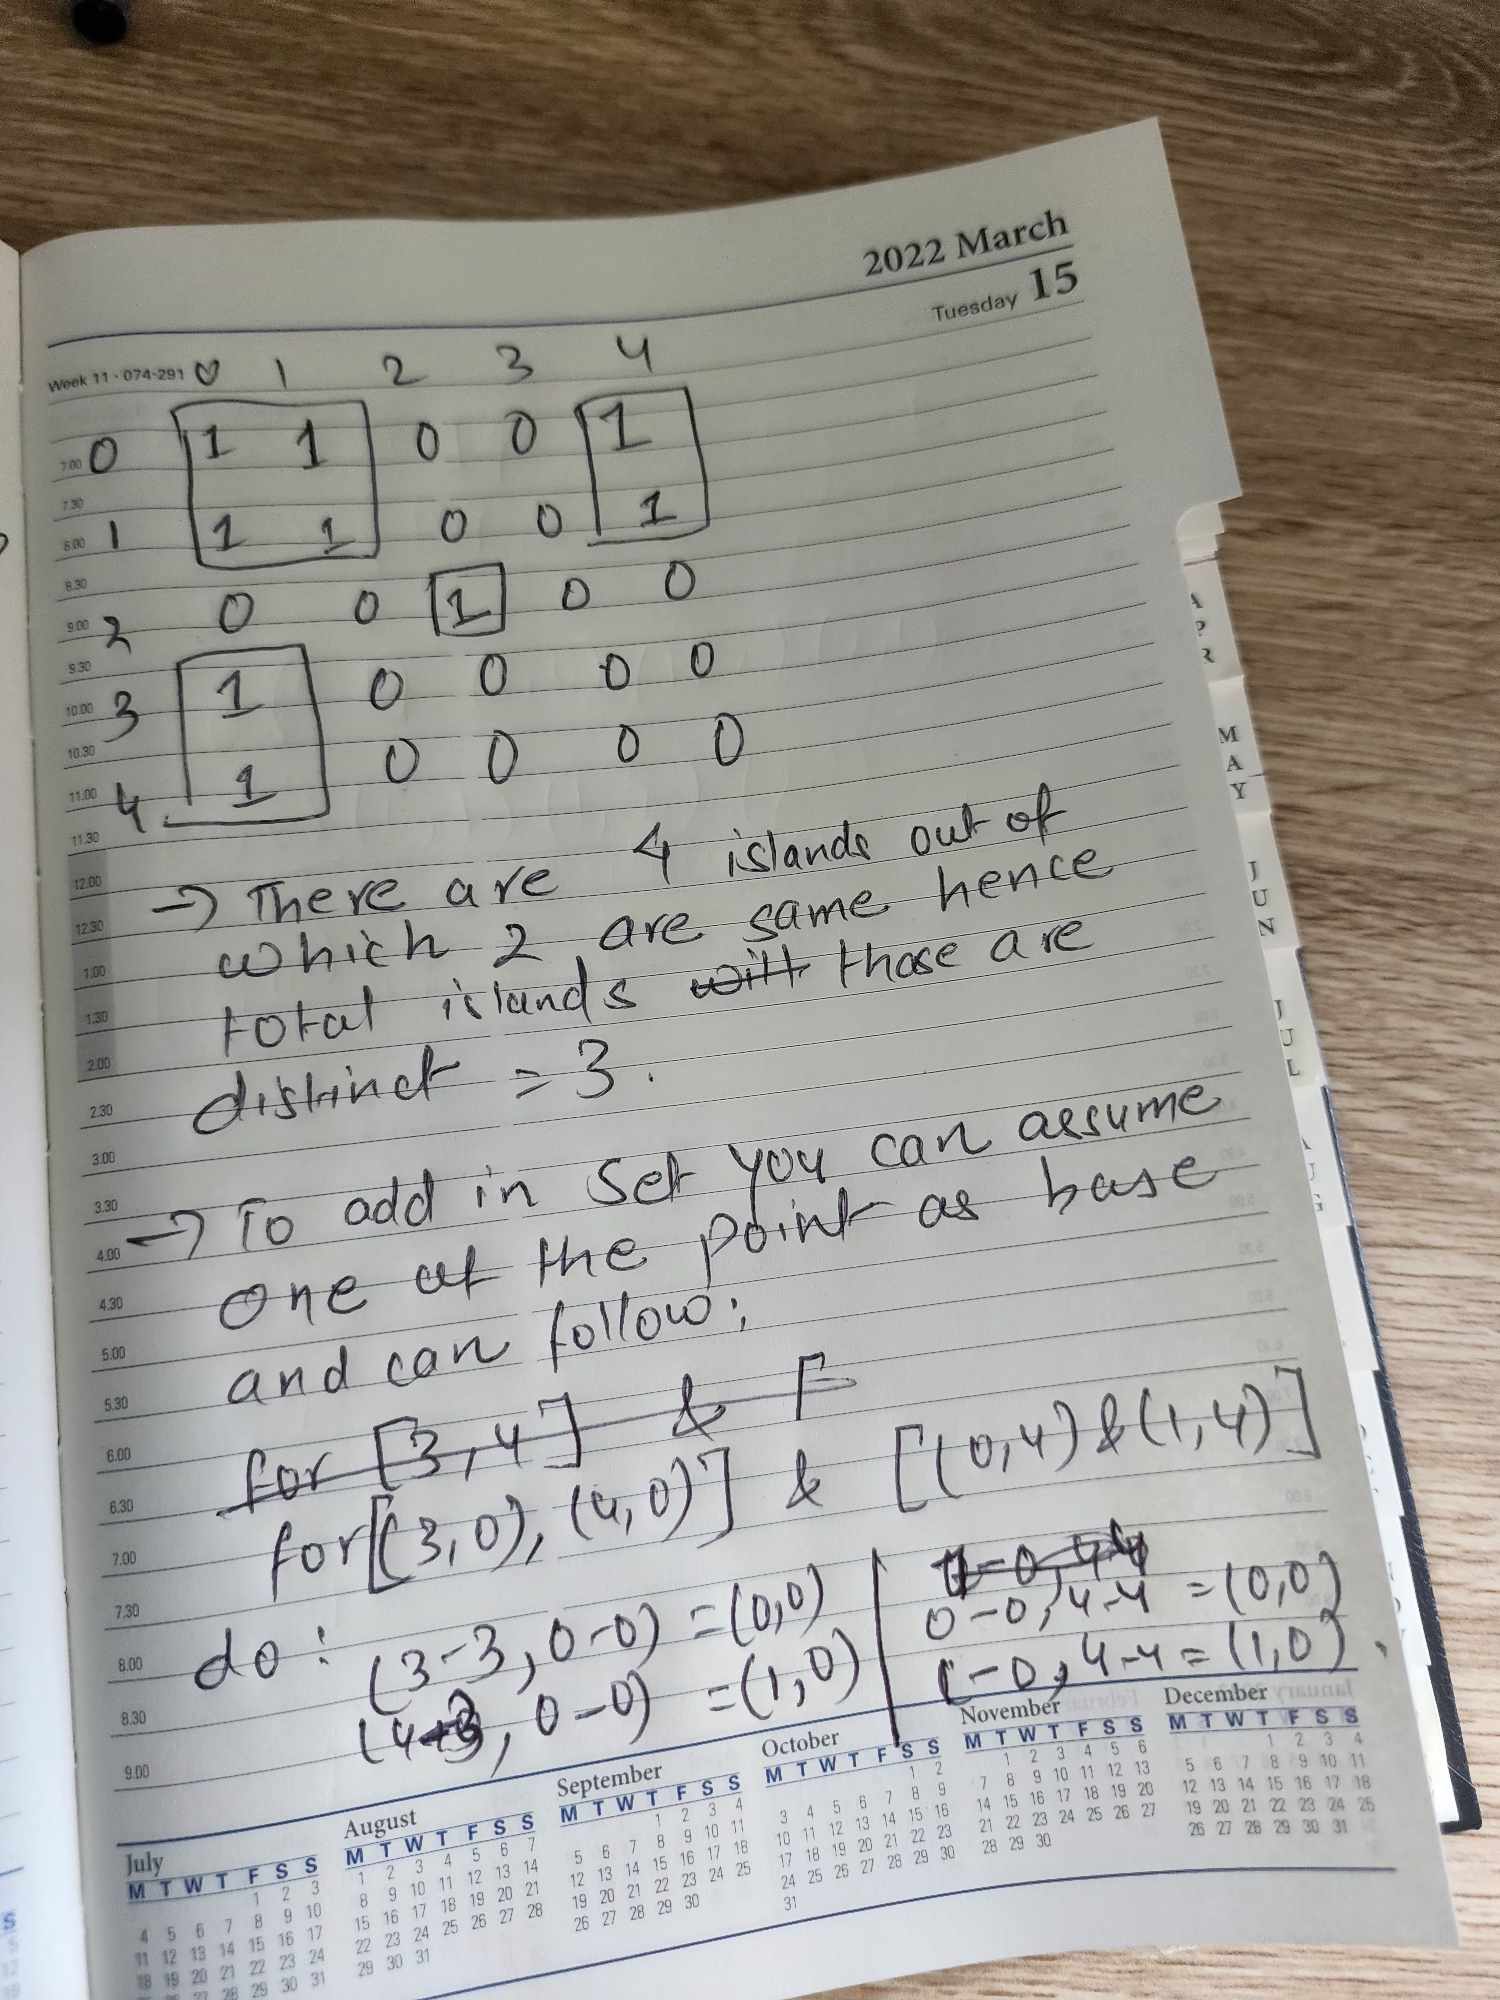 2022 March
Tuesday 15
Week 11 · 074-291 0 1 2 3 4
7.00 0 1 1 0 0 1
7.30
8.00 1 1 1 0 0 1
8.30
9.00 2 0 0 1 0 0
9.30
10.00 3 1 0 0 0 0
10.30
11.00 4 1 0 0 0 0
11.30
12.00 → There are 4 islands out of
12.30 which 2 are same hence
1.00
1.30 total islands will those are
2.00
2.30 distinct = 3.
3.00
3.30
4.00 → To add in set you can assume
4.30 one of the point as base
5.00
5.30 and can follow:
6.00 for [3,4] & [
6.30
7.00 for[(3,0), (4,0)] & [(0,4)&(1,4)]
7.30
8.00 do: (3-3, 0-0) = (0,0) 0-0, 4-4 = (0,0)
8.30 (4-3, 0-0) = (1,0) 1-0, 4-4 = (1,0).
9.00
July
M T W T F S S
1 2 3
4 5 6 7 8 9 10
11 12 13 14 15 16 17
18 19 20 21 22 23 24
27 28 29 30 31
August
M T W T F S S
1 2 3 4 5 6 7
8 9 10 11 12 13 14
15 16 17 18 19 20 21
22 23 24 25 26 27 28
29 30 31
September
M T W T F S S
1 2 3 4
5 6 7 8 9 10 11
12 13 14 15 16 17 18
19 20 21 22 23 24 25
26 27 28 29 30
October
M T W T F S S
1 2
3 4 5 6 7 8 9
10 11 12 13 14 15 16
17 18 19 20 21 22 23
24 25 26 27 28 29 30
31
November
M T W T F S S
1 2 3 4 5 6
7 8 9 10 11 12 13
14 15 16 17 18 19 20
21 22 23 24 25 26 27
28 29 30
December
M T W T F S S
1 2 3 4
5 6 7 8 9 10 11
12 13 14 15 16 17 18
19 20 21 22 23 24 25
26 27 28 29 30 31
APR
MAY
JUN
JUL